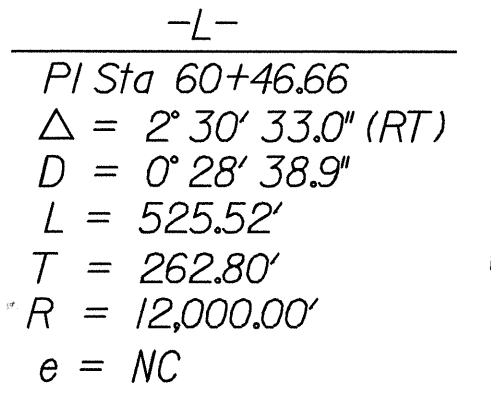 -L-
PI Sta 60+46.66
Δ = 2° 30' 33.0" (RT)
D = 0° 28' 38.9"
L = 525.52'
T = 262.80'
R = 12,000.00'
e = NC